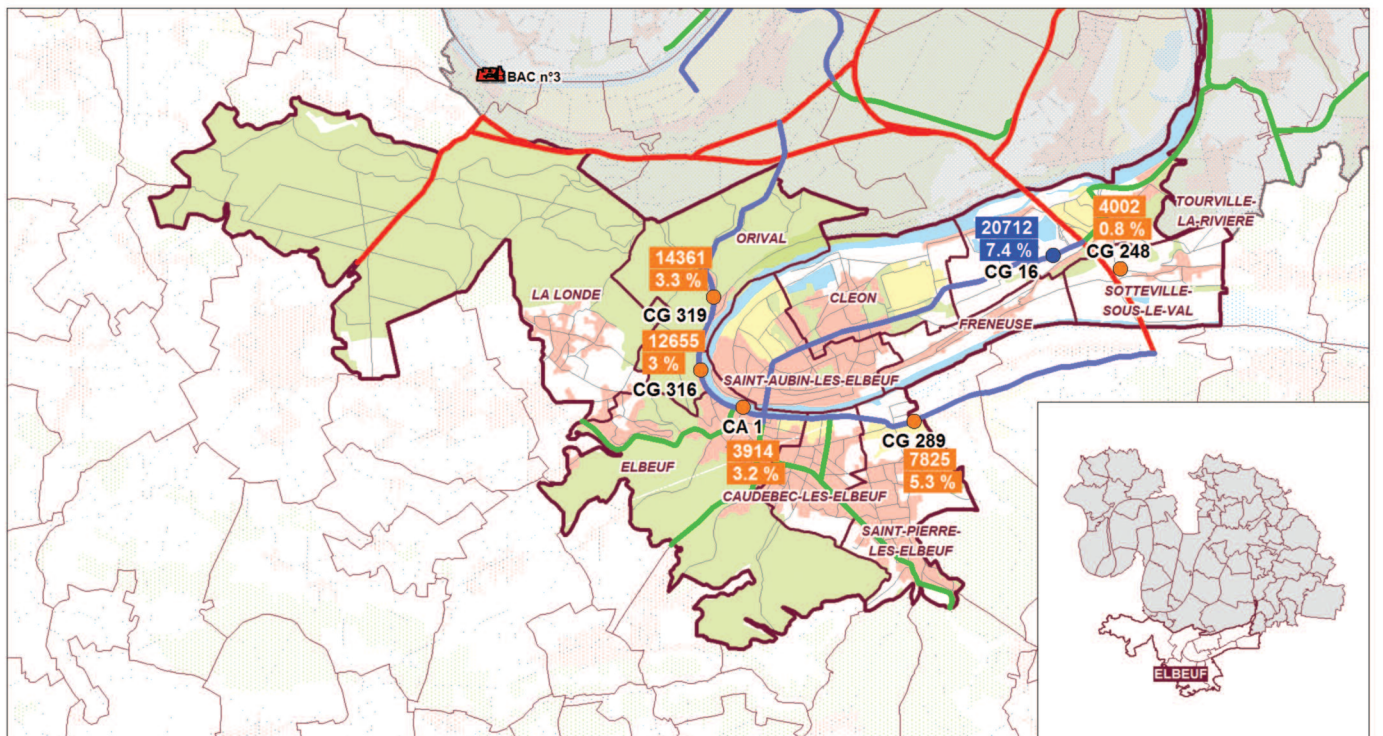 BAC n°3
ORIVAL
TOURVILLE-
LA-RIVIERE
4002
0.8 %
CG 248
20712
7.4 %
CG 16
14361
3.3 %
CG 319
LA LONDE
CLEON
SOTTEVILLE-
SOUS-LE-VAL
FRENEUSE
12655
3 %
CG 316
SAINT-AUBIN-LES-ELBEUF
CA 1
3914
3.2 %
CG 289
7825
5.3 %
ELBEUF
CAUDEBEC-LES-ELBEUF
SAINT-PIERRE-
LES-ELBEUF
ELBEUF